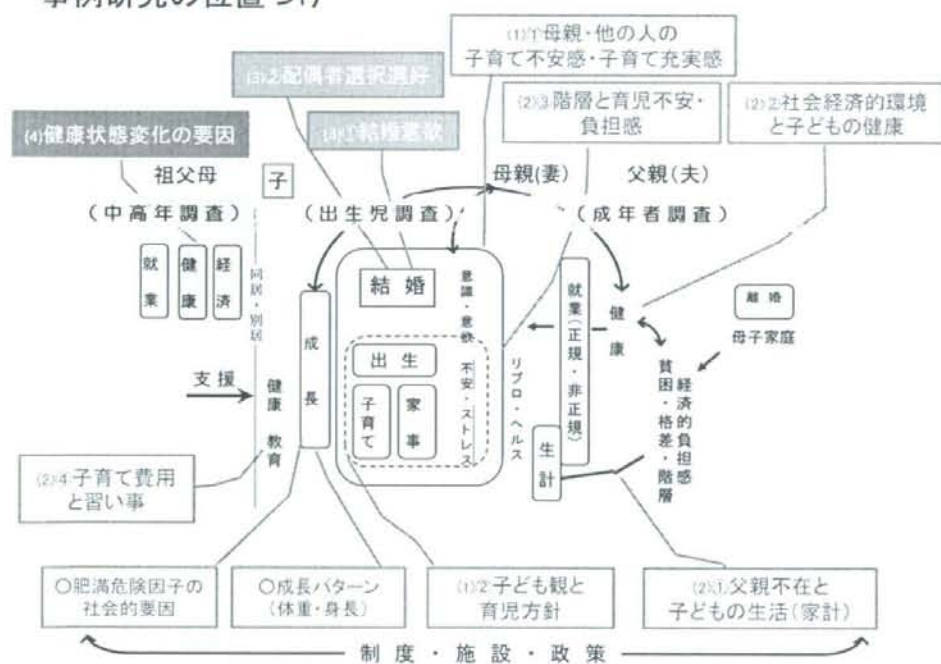 事例研究の位置づけ
(1)①母親・他の人の
子育て不安感・子育て充実感
(3)②配偶者選択選好
(2)③階層と育児不安・
負担感
(2)②社会経済的環境
と子どもの健康
(4)健康状態変化の要因
結婚意欲
祖父母
子
母親(妻)
父親(夫)
(中高年調査)
(出生児調査)
(成年者調査)
就業
健康
経済
同居・別居
成長
結婚
意識・意欲
不安・ストレス
出生
子育て
家事
リプロ・ヘルス
就業(正規・非正規)
生計
健康
離婚
母子家庭
経済的負担感
貧困・格差・階層
支援
健康
教育
(2)④子育て費用
と習い事
○肥満危険因子の
社会的要因
○成長パターン
(体重・身長)
(1)②子ども観と
育児方針
(2)①父親不在と
子どもの生活(家計)
制度・施設・政策